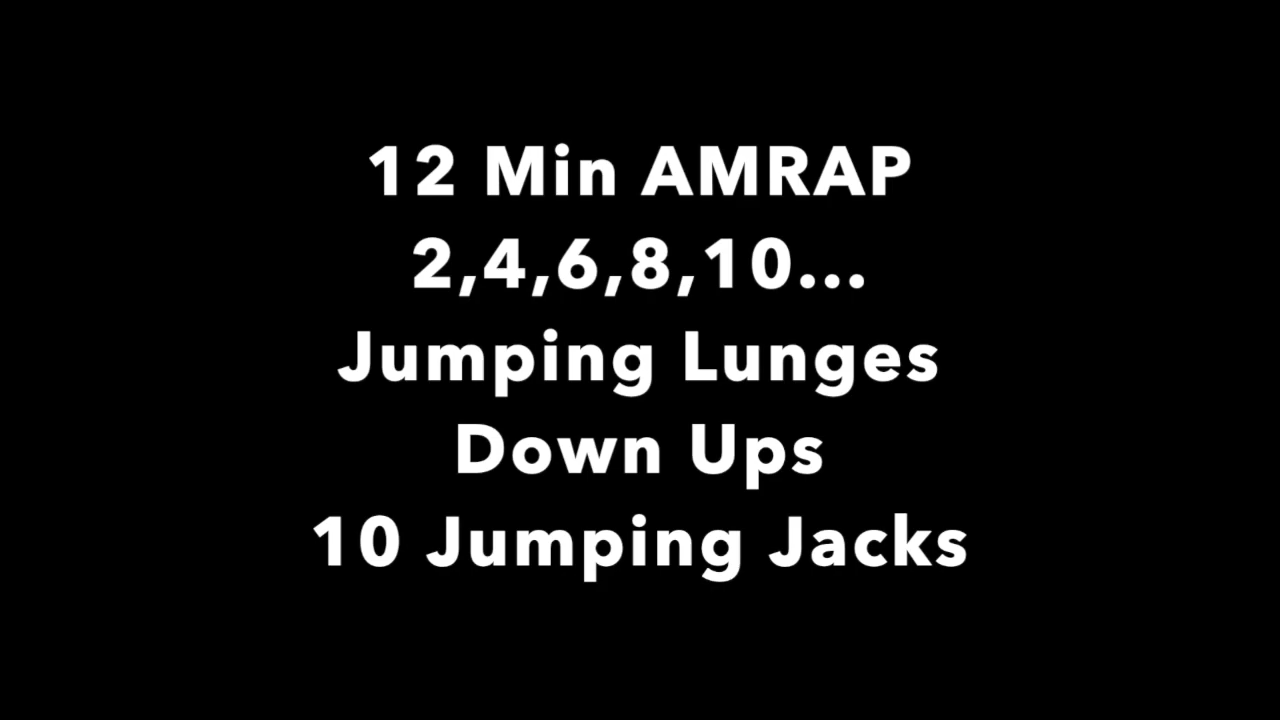 12 Min AMRAP
2,4,6,8,10...
Jumping Lunges
Down Ups
10 Jumping Jacks